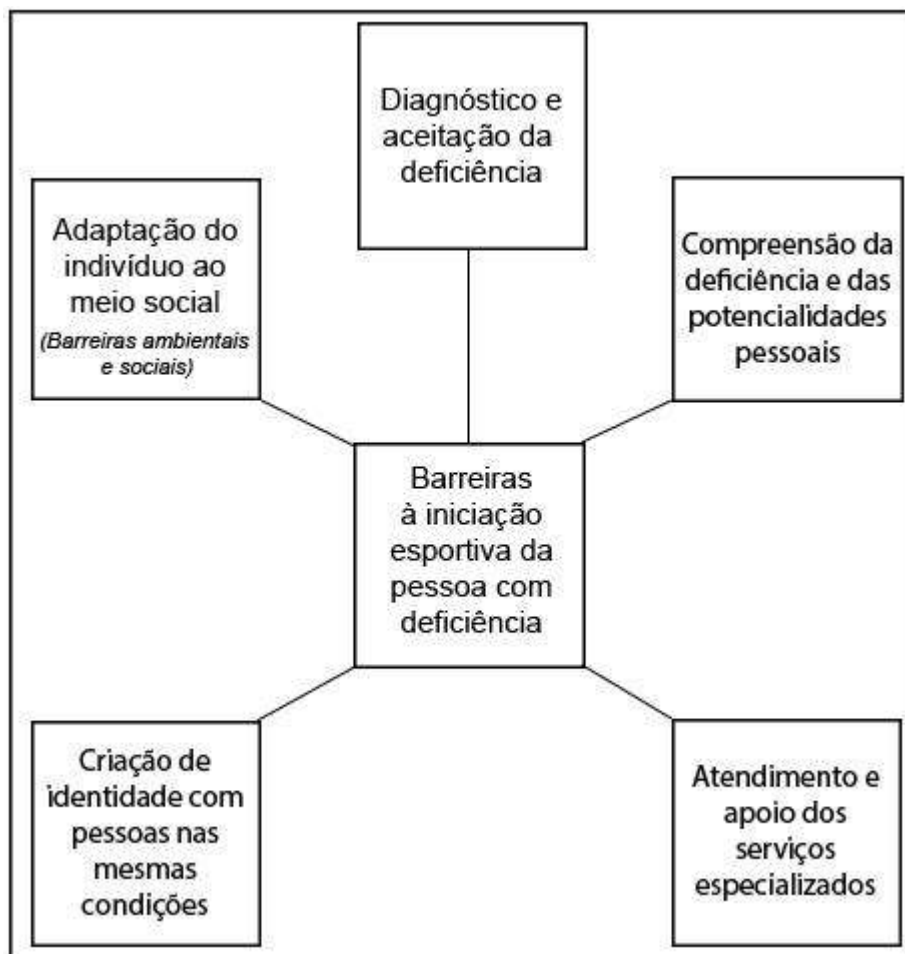 Diagnóstico e
aceitação da
deficiência
Adaptação do
indivíduo ao
meio social
(Barreiras ambientais
e sociais)
Compreensão da
deficiência e das
potencialidades
pessoais
Barreiras
à iniciação
esportiva da
pessoa com
deficiência
Criação de
identidade com
pessoas nas
mesmas
condições
Atendimento e
apoio dos
serviços
especializados